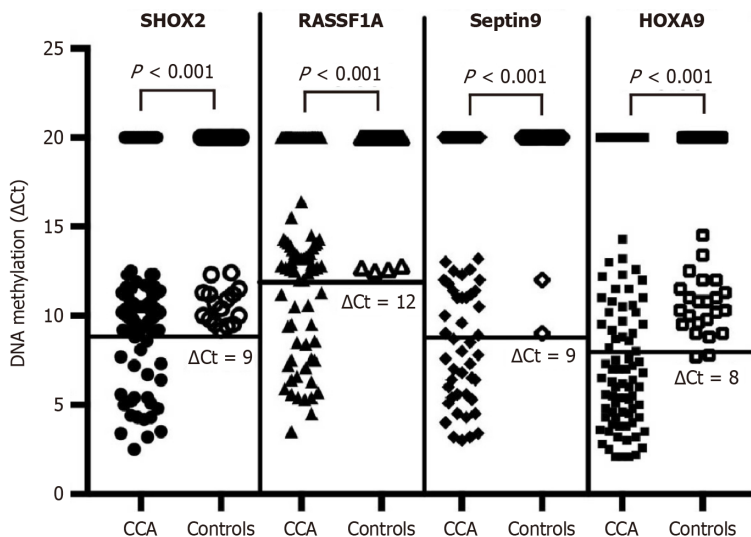 SHOX2 RASSF1A Septin9 HOXA9
25
P < 0.001 P < 0.001 P < 0.001 P < 0.001
20
15
10
5
0
DNA methylation (ΔCt)
ΔCt = 9
ΔCt = 12
ΔCt = 9
ΔCt = 8
CCA Controls CCA Controls CCA Controls CCA Controls